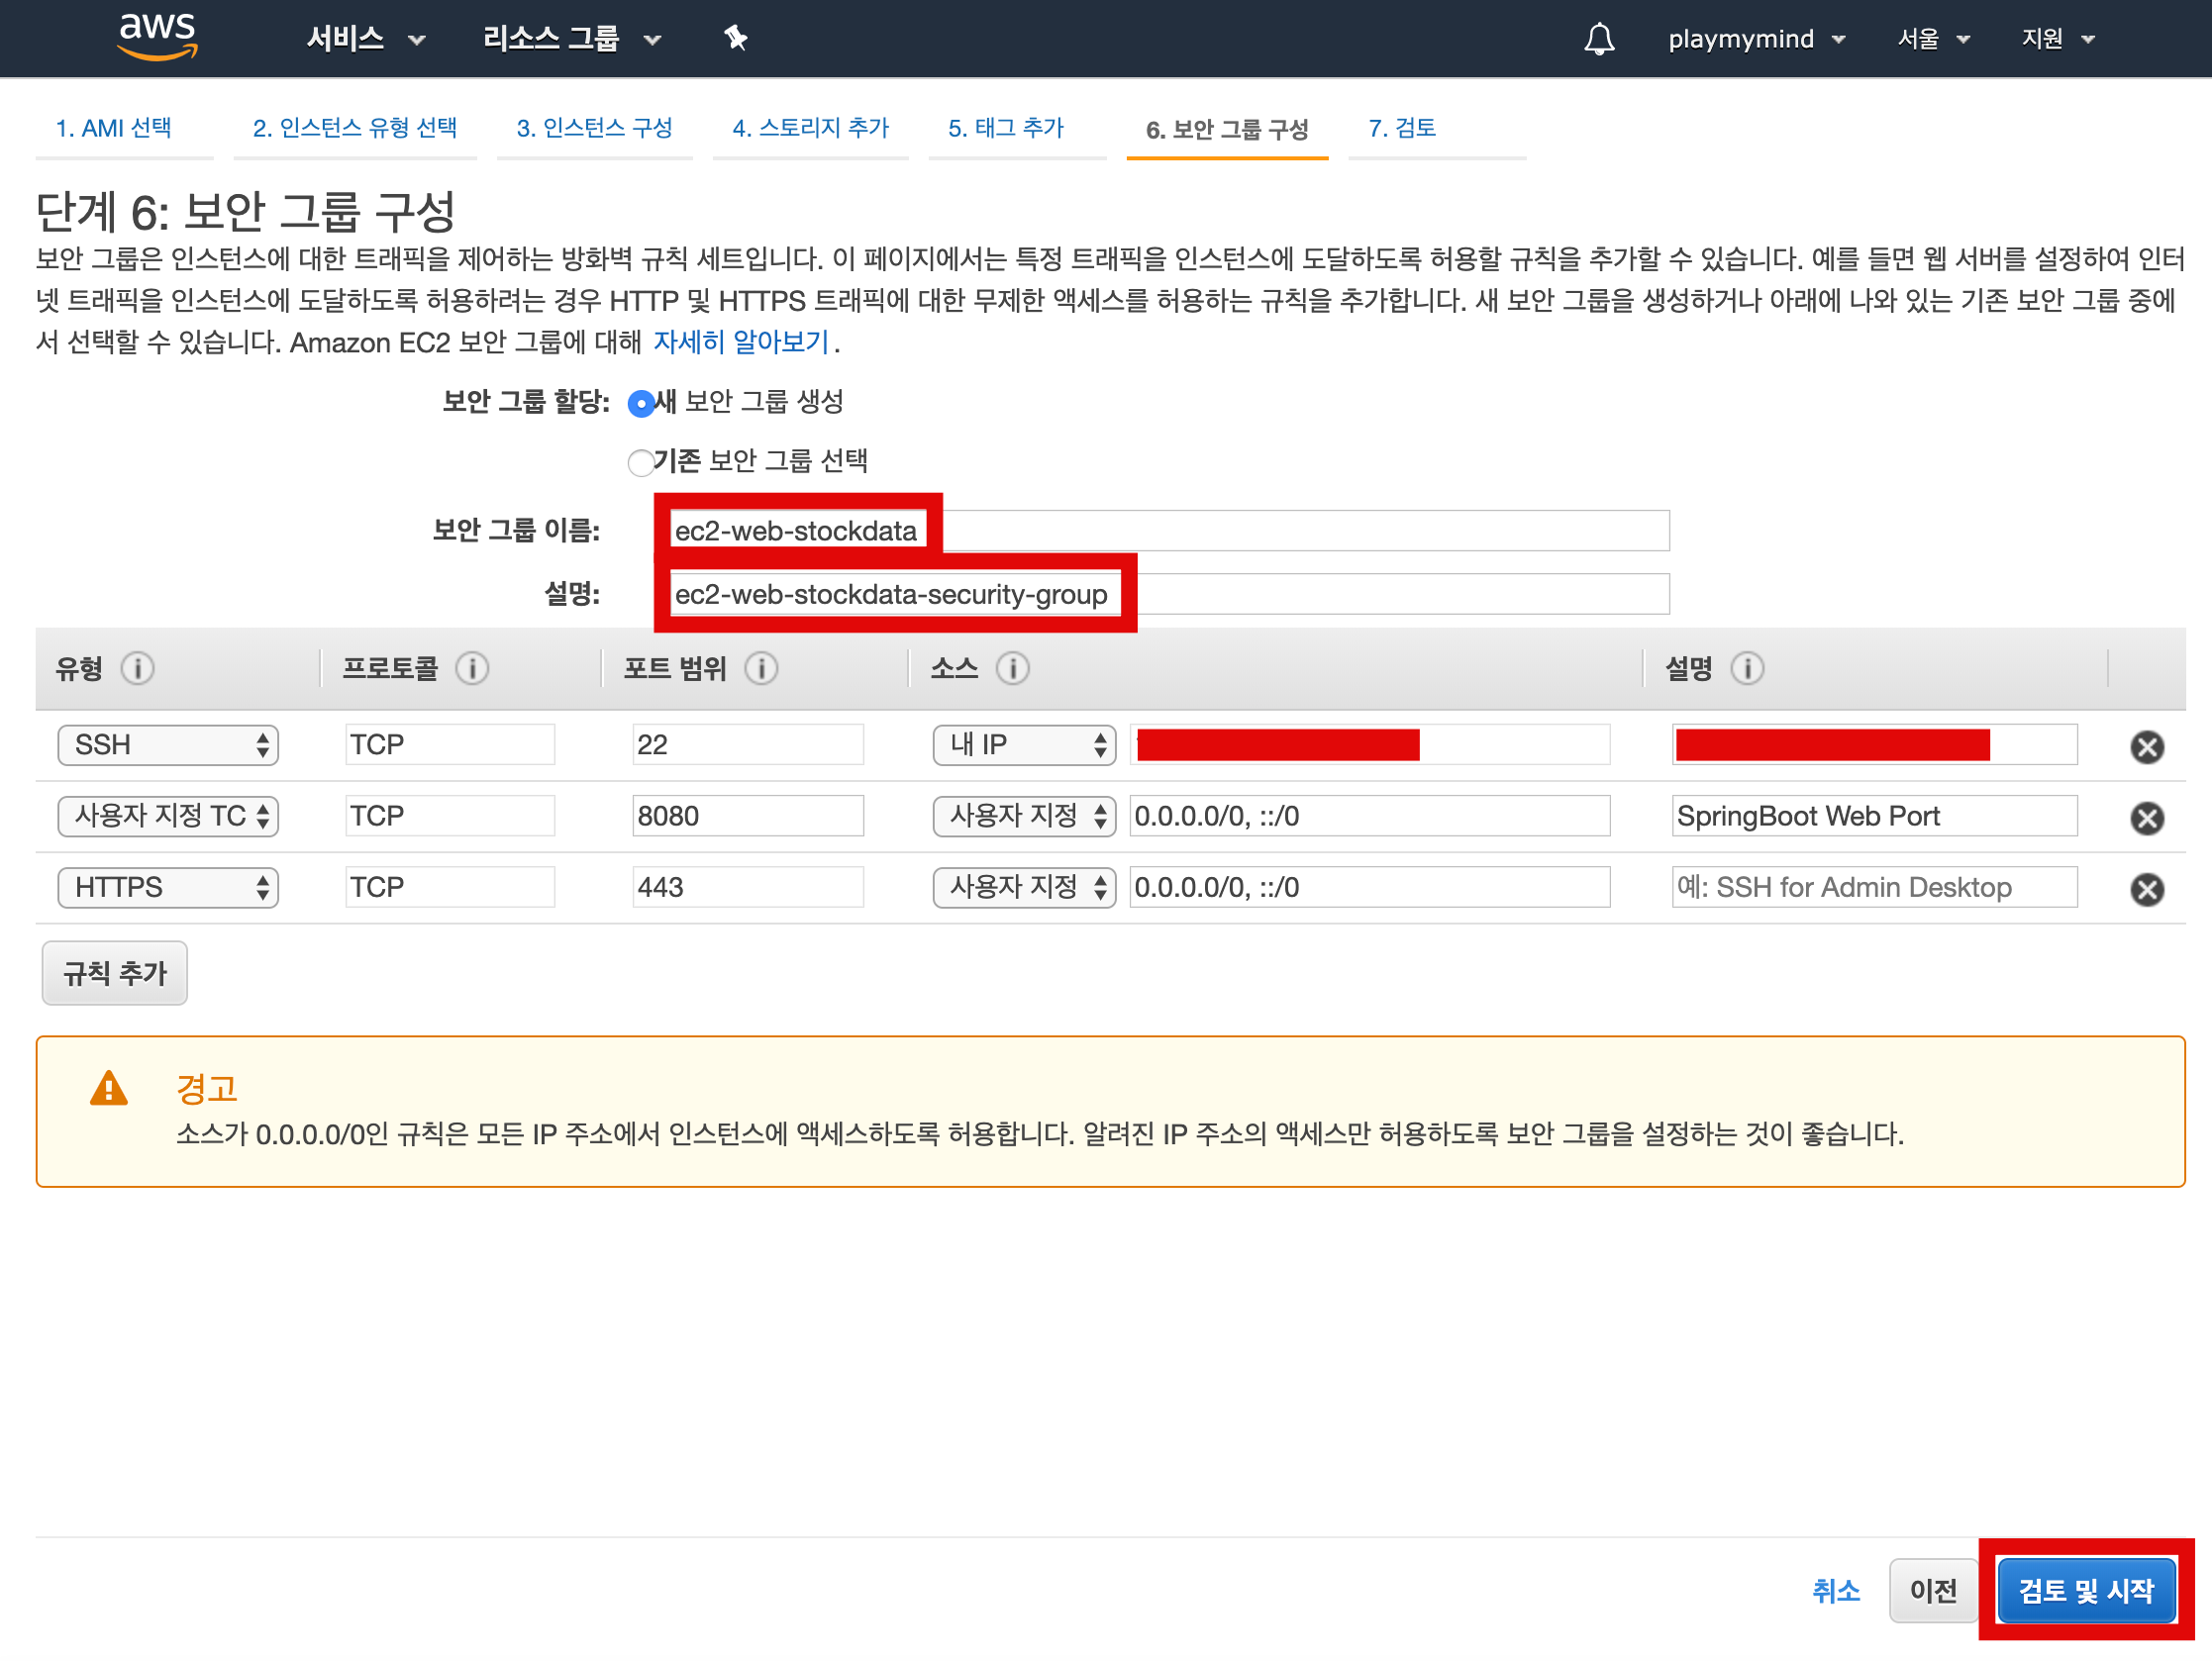 aws 서비스 리소스 그룹 playmymind 서울 지원
1. AMI 선택 2. 인스턴스 유형 선택 3. 인스턴스 구성 4. 스토리지 추가 5. 태그 추가 6. 보안 그룹 구성 7. 검토
단계 6: 보안 그룹 구성
보안 그룹은 인스턴스에 대한 트래픽을 제어하는 방화벽 규칙 세트입니다. 이 페이지에서는 특정 트래픽을 인스턴스에 도달하도록 허용할 규칙을 추가할 수 있습니다. 예를 들면 웹 서버를 설정하여 인터
넷 트래픽을 인스턴스에 도달하도록 허용하려는 경우 HTTP 및 HTTPS 트래픽에 대한 무제한 액세스를 허용하는 규칙을 추가합니다. 새 보안 그룹을 생성하거나 아래에 나와 있는 기존 보안 그룹 중에
서 선택할 수 있습니다. Amazon EC2 보안 그룹에 대해 자세히 알아보기.
보안 그룹 할당: 새 보안 그룹 생성
기존 보안 그룹 선택
보안 그룹 이름: ec2-web-stockdata
설명: ec2-web-stockdata-security-group
유형 프로토콜 포트 범위 소스 설명
SSH TCP 22 내 IP
사용자 지정 TC TCP 8080 사용자 지정 0.0.0.0/0, ::/0 SpringBoot Web Port
HTTPS TCP 443 사용자 지정 0.0.0.0/0, ::/0 예: SSH for Admin Desktop
규칙 추가
경고
소스가 0.0.0.0/0인 규칙은 모든 IP 주소에서 인스턴스에 액세스하도록 허용합니다. 알려진 IP 주소의 액세스만 허용하도록 보안 그룹을 설정하는 것이 좋습니다.
취소 이전 검토 및 시작